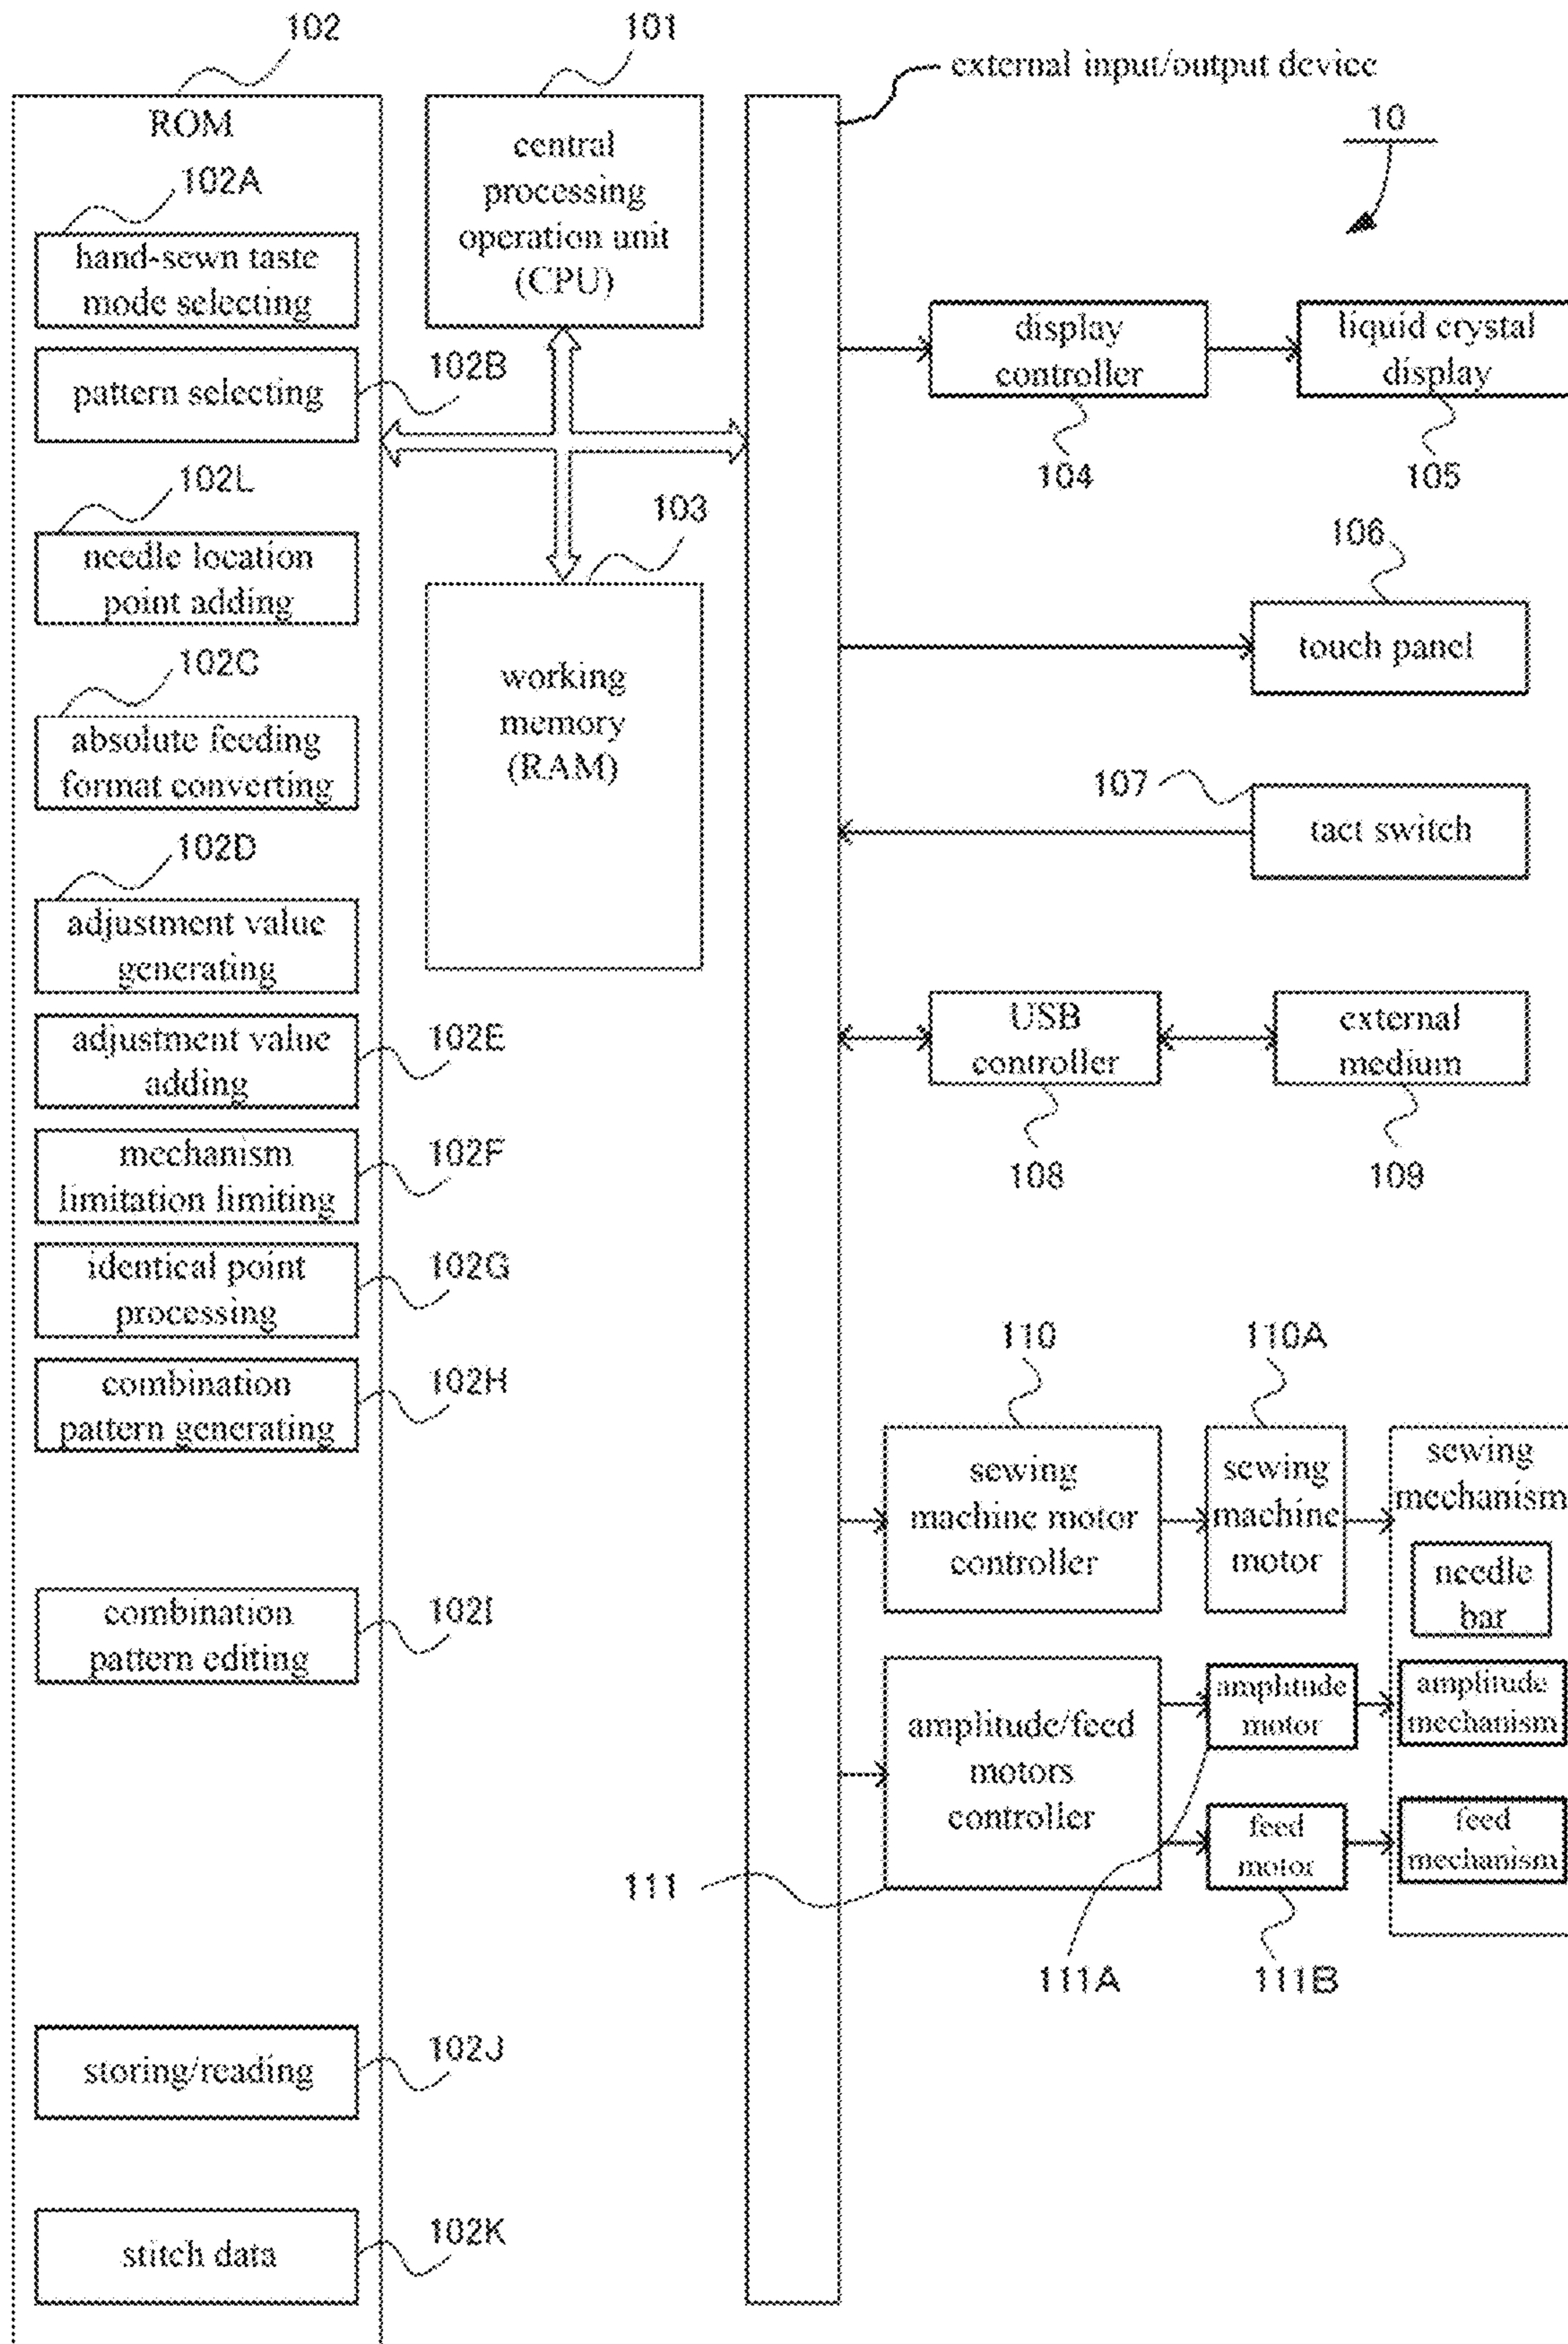 102
101
external input/output device
10
ROM
102A
hand-sewn taste
mode selecting
pattern selecting
102B
102L
needle location
point adding
102C
absolute feeding
format converting
102D
adjustment value
generating
adjustment value
adding
102E
mechanism
limitation limiting
102F
identical point
processing
102G
combination
pattern generating
102H
combination
pattern editing
102I
storing/reading
102J
stitch data
102K
central
processing
operation unit
(CPU)
103
working
memory
(RAM)
display
controller
104
liquid crystal
display
105
106
touch panel
107
tact switch
USB
controller
108
external
medium
109
110
sewing
machine motor
controller
110A
sewing
machine
motor
sewing
mechanism
needle
bar
amplitude/feed
motors
controller
111
amplitude
motor
111A
amplitude
mechanism
feed
motor
111B
feed
mechanism